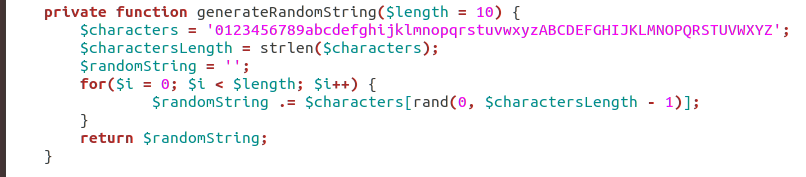 private function generateRandomString($length = 10) {
$characters = '0123456789abcdefghijklmnopqrstuvwxyzABCDEFGHIJKLMNOPQRSTUVWXYZ';
$charactersLength = strlen($characters);
$randomString = '';
for($i = 0; $i < $length; $i++) {
$randomString .= $characters[rand(0, $charactersLength - 1)];
}
return $randomString;
}